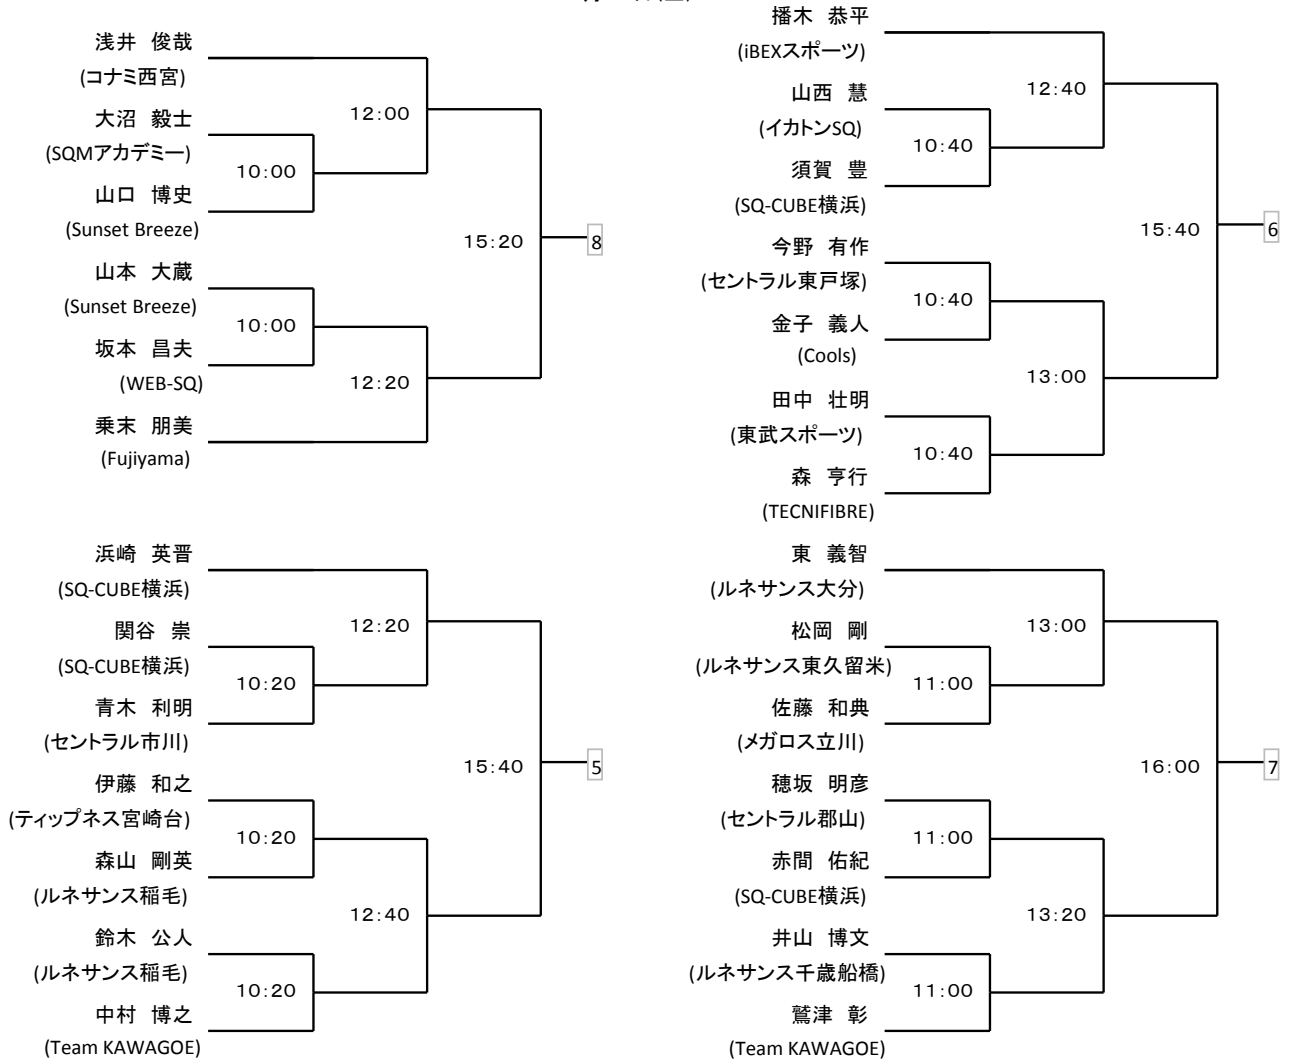 浅井 俊哉
(コナミ西宮)
12:00
大沼 毅士
(SQMアカデミー)
10:00
山口 博史
(Sunset Breeze)
15:20
8
山本 大蔵
(Sunset Breeze)
10:00
坂本 昌夫
(WEB-SQ)
12:20
乗末 朋美
(Fujiyama)
播木 恭平
(iBEXスポーツ)
12:40
山西 慧
(イカトンSQ)
10:40
須賀 豊
(SQ-CUBE横浜)
15:40
6
今野 有作
(セントラル東戸塚)
10:40
金子 義人
(Cools)
13:00
田中 壮明
(東武スポーツ)
10:40
森 亨行
(TECNIFIBRE)
浜崎 英晋
(SQ-CUBE横浜)
12:20
関谷 崇
(SQ-CUBE横浜)
10:20
青木 利明
(セントラル市川)
15:40
5
伊藤 和之
(ティップネス宮崎台)
10:20
森山 剛英
(ルネサンス稲毛)
12:40
鈴木 公人
(ルネサンス稲毛)
10:20
中村 博之
(Team KAWAGOE)
東 義智
(ルネサンス大分)
13:00
松岡 剛
(ルネサンス東久留米)
11:00
佐藤 和典
(メガロス立川)
16:00
7
穂坂 明彦
(セントラル郡山)
11:00
赤間 佑紀
(SQ-CUBE横浜)
13:20
井山 博文
(ルネサンス千歳船橋)
11:00
鷲津 彰
(Team KAWAGOE)